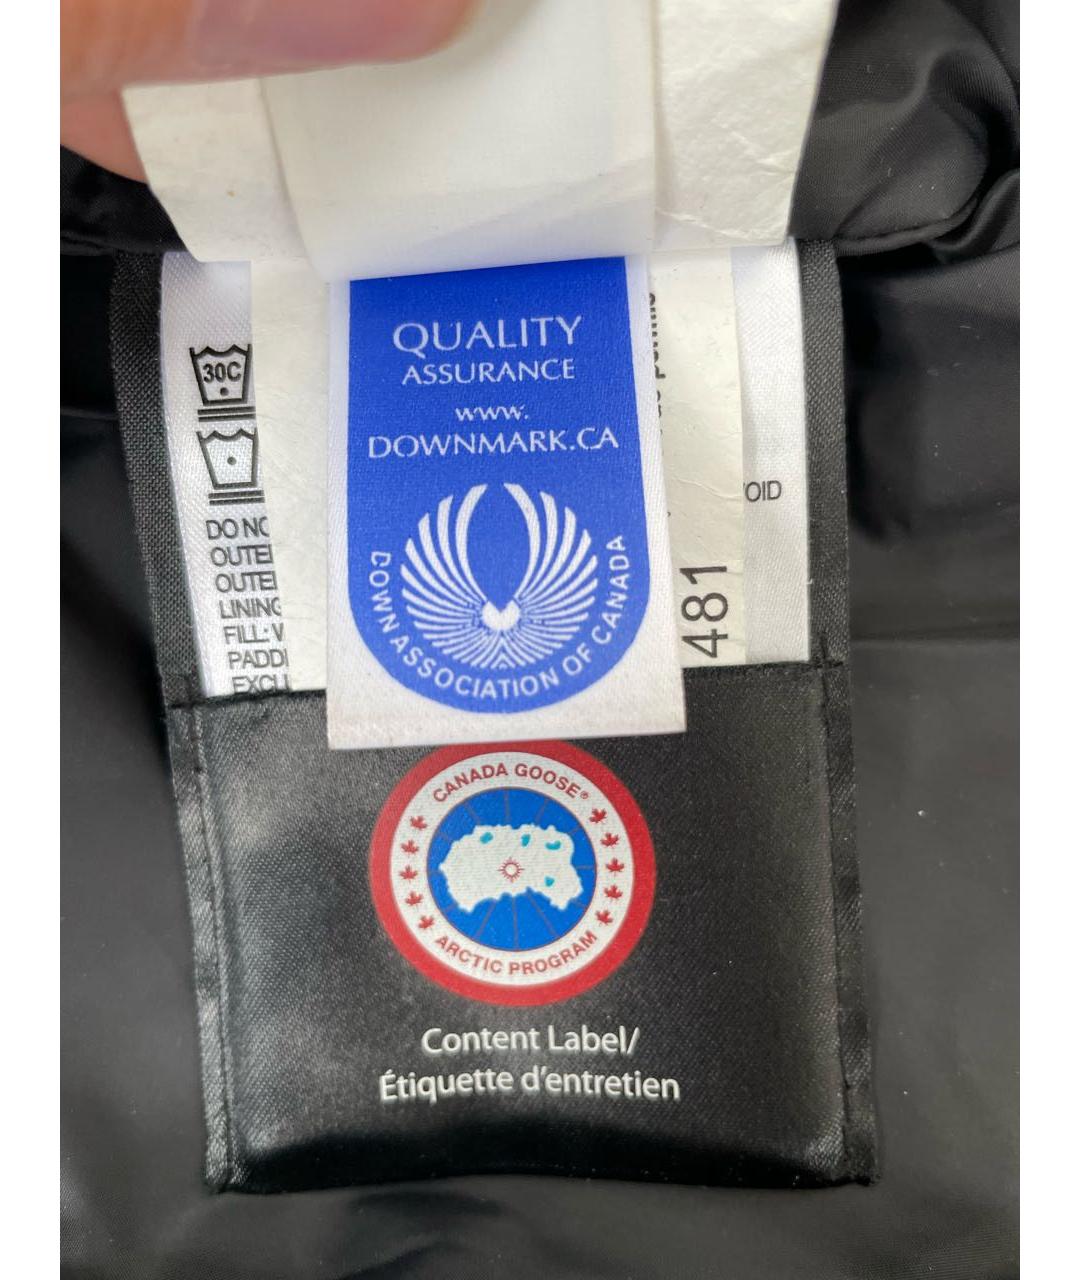 QUALITY
ASSURANCE
www.
DOWNMARK.CA
DOWN ASSOCIATION OF CANADA
30C
DO NO
OUTE
OUTE
LINING
FILL: 
PADD
EXCL
OID
481
CANADA GOOSE®
ARCTIC PROGRAM
Content Label/
Étiquette d'entretien